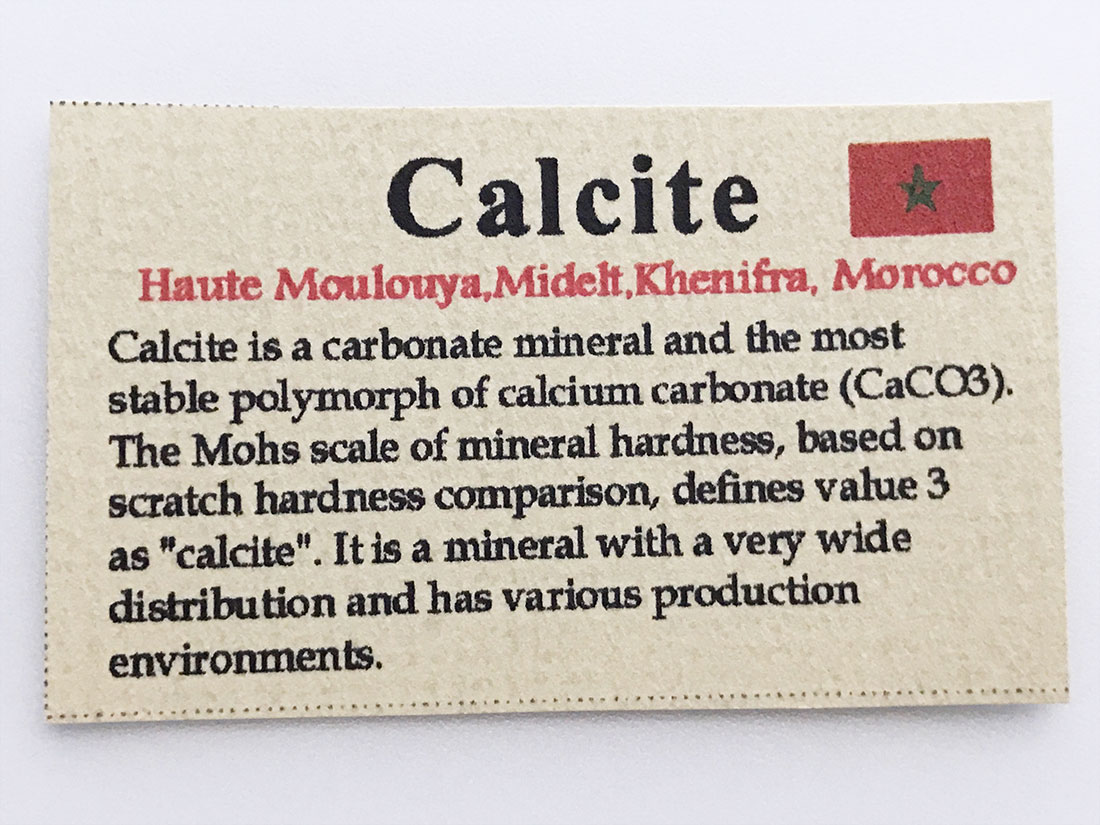 Calcite
Haute Moulouya,Midelt,Khenifra, Morocco
Calcite is a carbonate mineral and the most
stable polymorph of calcium carbonate (CaCO3).
The Mohs scale of mineral hardness, based on
scratch hardness comparison, defines value 3
as "calcite". It is a mineral with a very wide
distribution and has various production
environments.